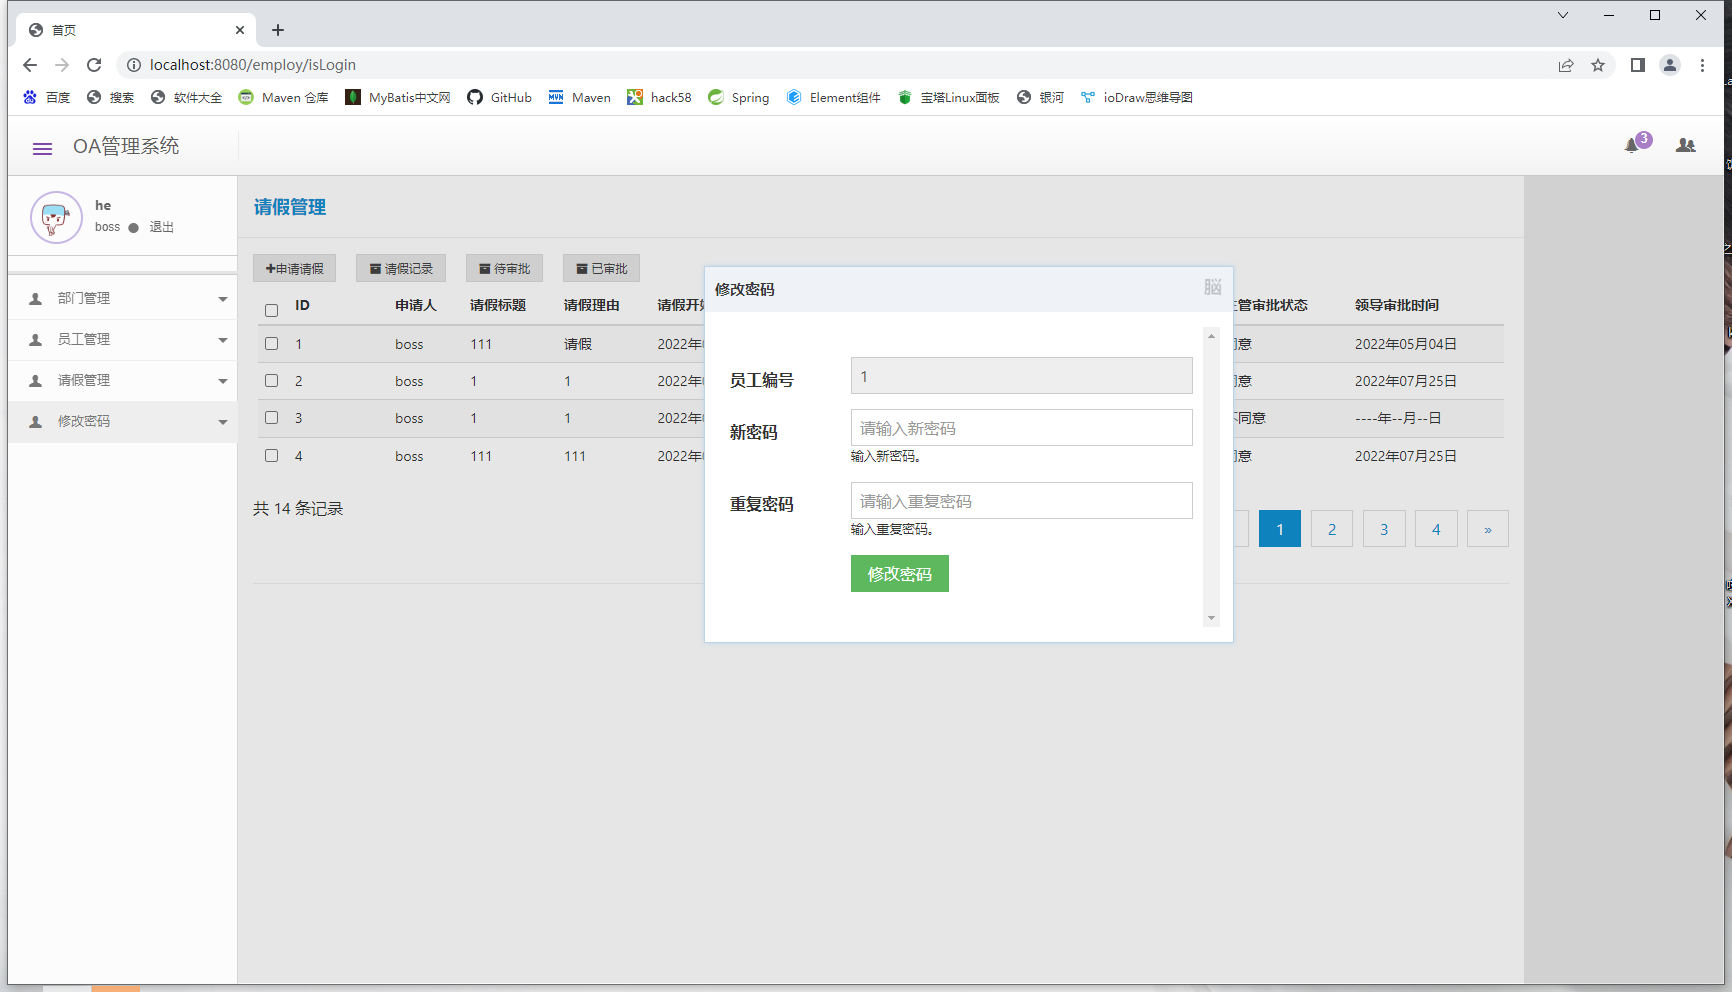 首页
localhost:8080/employ/isLogin
百度 搜索 软件大全 Maven 仓库 MyBatis中文网 GitHub Maven hack58 Spring Element组件 宝塔Linux面板 银河 ioDraw思维导图
OA管理系统
3
he
boss 退出
部门管理
员工管理
请假管理
修改密码
请假管理
申请请假 请假记录 待审批 已审批
ID 申请人 请假标题 请假理由 请假开 管审批状态 领导审批时间
1 boss 111 请假 2022年 意 2022年05月04日
2 boss 1 1 2022年 意 2022年07月25日
3 boss 1 1 2022年 同意 ----年--月--日
4 boss 111 111 2022年 意 2022年07月25日
共 14 条记录
1 2 3 4 »
修改密码 脳
员工编号 1
新密码 请输入新密码
输入新密码。
重复密码 请输入重复密码
输入重复密码。
修改密码